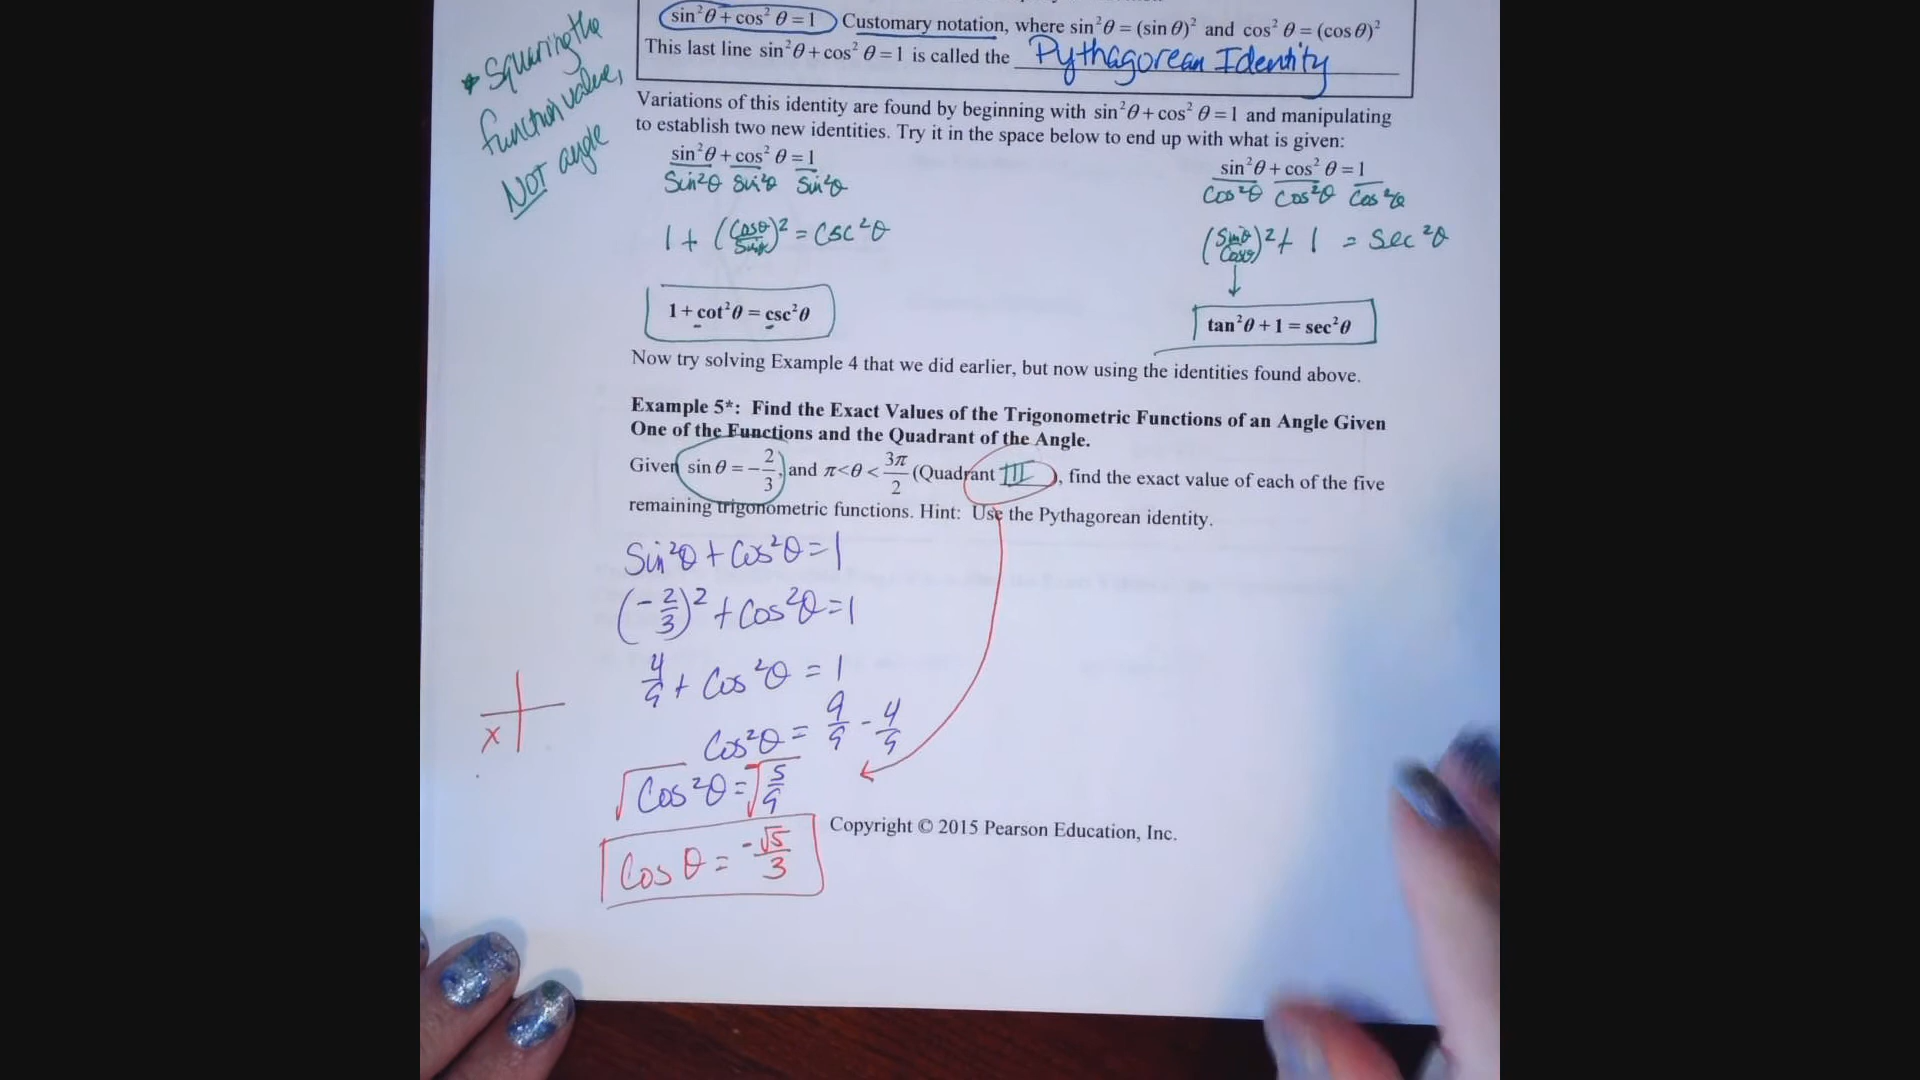 sin²θ + cos² θ = 1 Customary notation, where sin²θ = (sin θ)² and cos² θ = (cos θ)²
This last line sin²θ + cos² θ = 1 is called the Pythagorean Identity
* Squaring the
function value,
NOT angle
Variations of this identity are found by beginning with sin²θ + cos² θ = 1 and manipulating
to establish two new identities. Try it in the space below to end up with what is given:
sin²θ + cos² θ = 1
Sin²θ Sin²θ Sin²θ
1 + (Cosθ/Sinθ)² = Csc²θ
1 + cot²θ = csc²θ
sin²θ + cos² θ = 1
Cos²θ Cos²θ Cos²θ
(Sinθ/Cosθ)² + 1 = Sec²θ
tan²θ + 1 = sec²θ
Now try solving Example 4 that we did earlier, but now using the identities found above.
Example 5*: Find the Exact Values of the Trigonometric Functions of an Angle Given
One of the Functions and the Quadrant of the Angle.
Given sin θ = -2/3, and π < θ < 3π/2 (Quadrant III), find the exact value of each of the five
remaining trigonometric functions. Hint: Use the Pythagorean identity.
Sin²θ + Cos²θ = 1
(-2/3)² + Cos²θ = 1
4/9 + Cos²θ = 1
Cos²θ = 9/9 - 4/9
x
√Cos²θ = -√5/9
Cos θ = -√5/3
Copyright © 2015 Pearson Education, Inc.